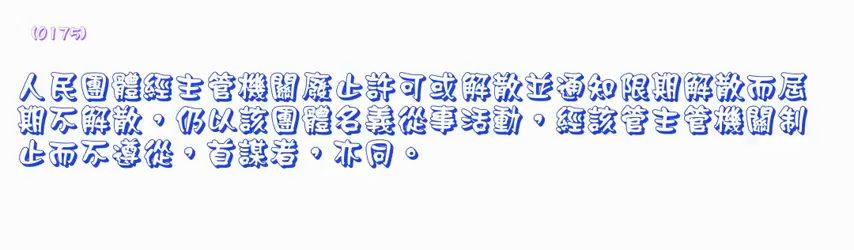 (0175)
人民團體經主管機關廢止許可或解散並通知限期解散而屆
期不解散，仍以該團體名義從事活動，經該管主管機關制
止而不遵從，首謀者，亦同。